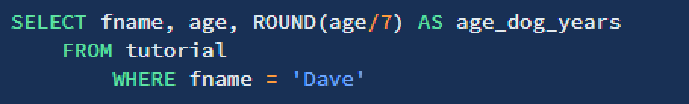 SELECT fname, age, ROUND(age/7) AS age_dog_years
FROM tutorial
WHERE fname = 'Dave'